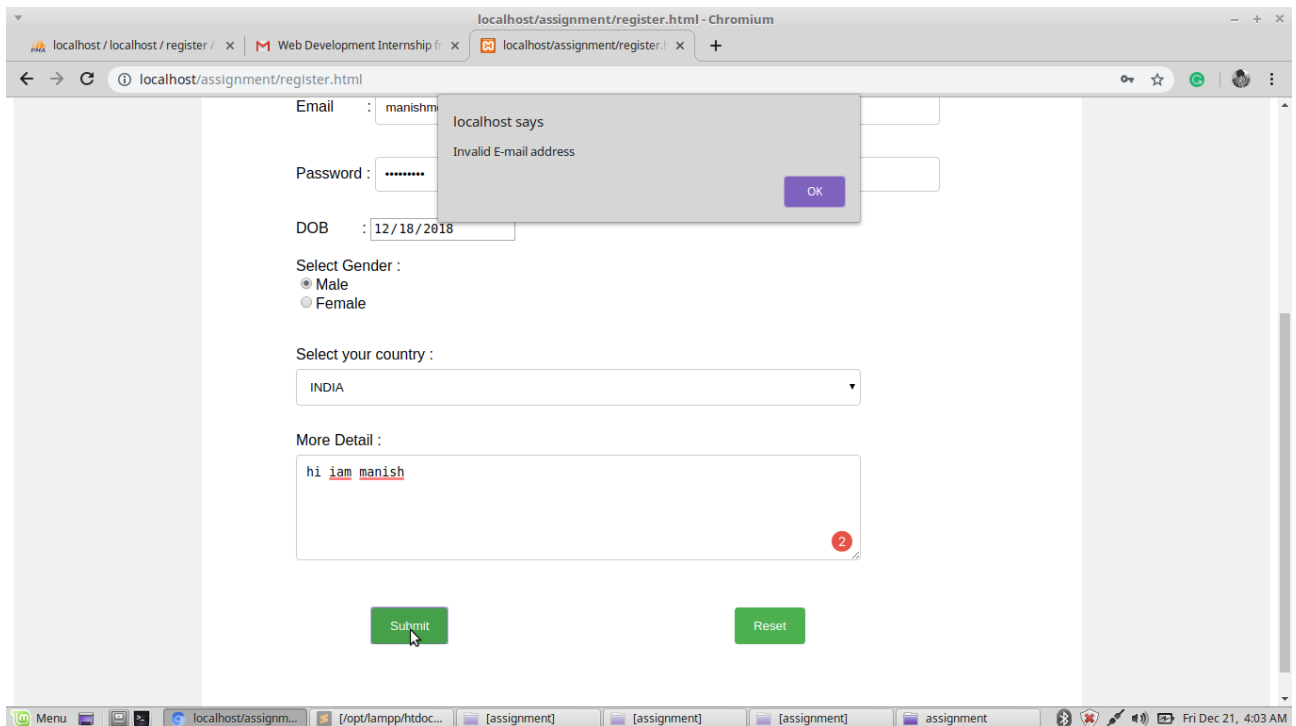 localhost/assignment/register.html - Chromium
localhost / localhost / register /
Web Development Internship fr
localhost/assignment/register.
localhost/assignment/register.html
Email :
localhost says
Invalid E-mail address
OK
Password : •••••••••
DOB : 12/18/2018
Select Gender :
Male
Female
Select your country :
INDIA
More Detail :
hi iam manish
2
Submit
Reset
Menu
localhost/assignm...
[/opt/lampp/htdoc...
[assignment]
[assignment]
[assignment]
assignment
Fri Dec 21, 4:03 AM